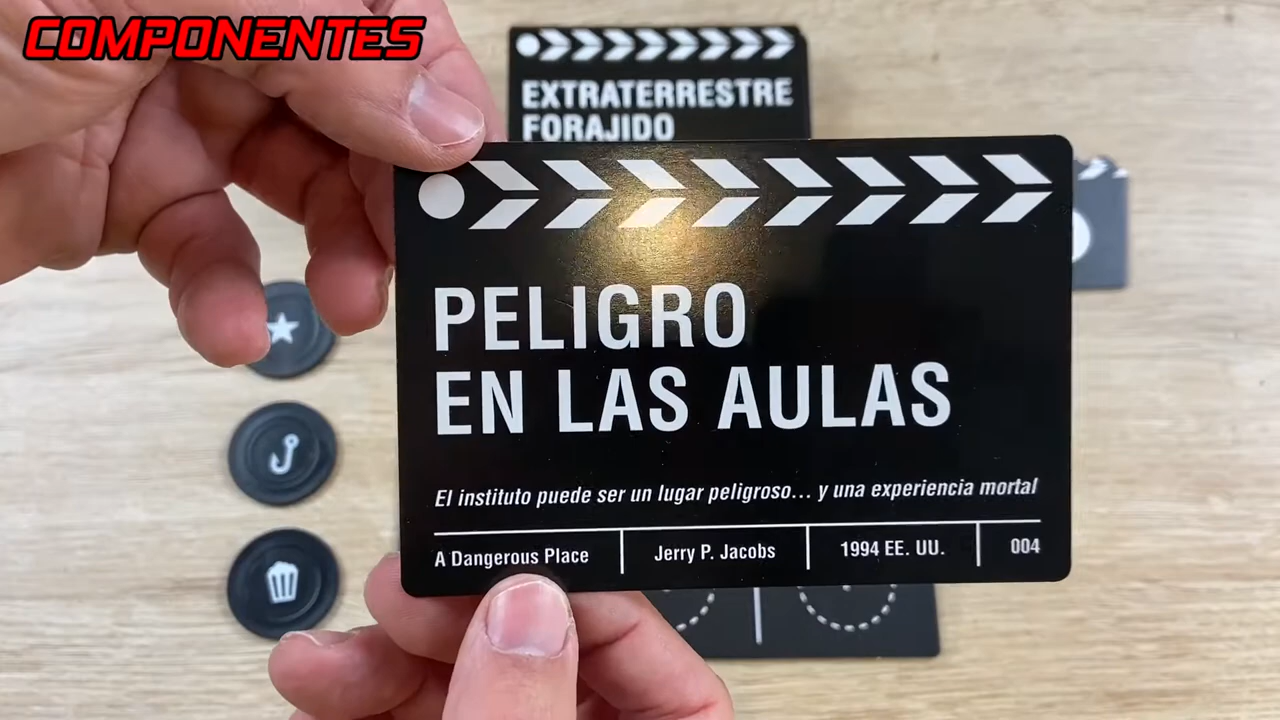 COMPONENTES
EXTRATERRESTRE
FORAJIDO
PELIGRO
EN LAS AULAS
El instituto puede ser un lugar peligroso... y una experiencia mortal
A Dangerous Place
Jerry P. Jacobs
1994 EE. UU.
004